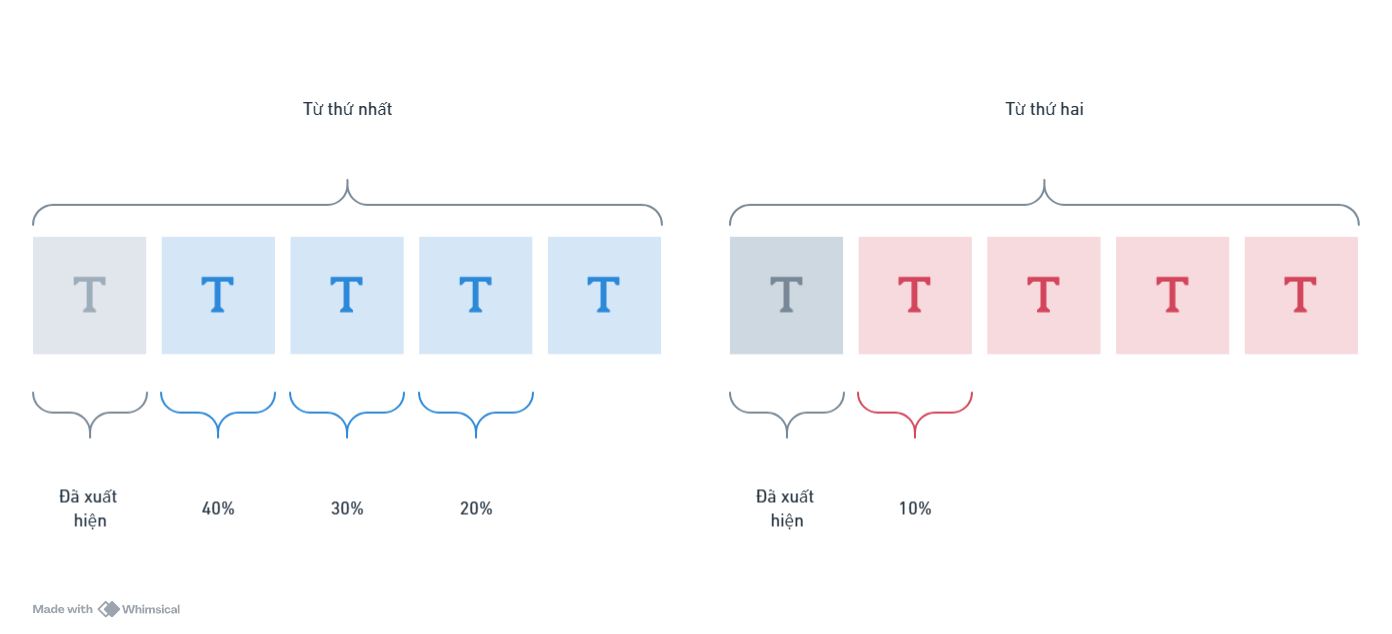 Từ thứ nhất
Từ thứ hai
T T T T T T T T T T
Đã xuất
hiện
40%
30%
20%
Đã xuất
hiện
10%
Made with Whimsical